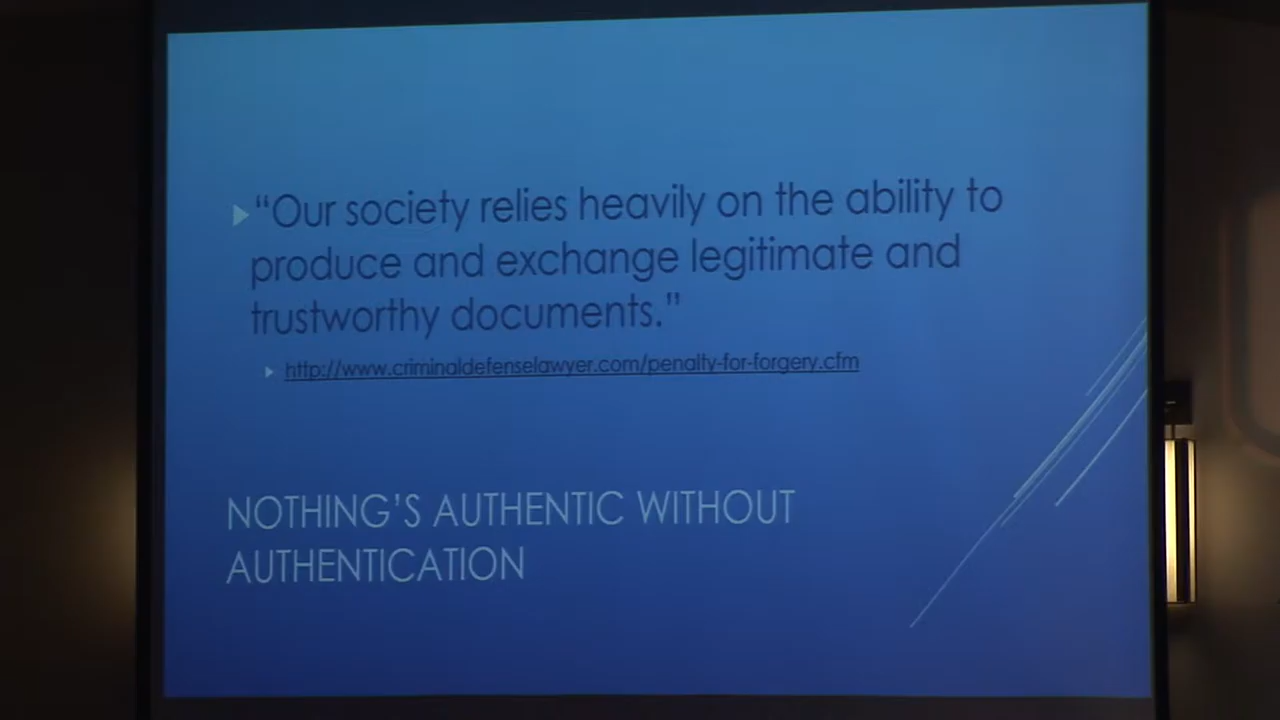 “Our society relies heavily on the ability to
produce and exchange legitimate and
trustworthy documents.”
http://www.criminaldefenselawyer.com/penalty-for-forgery.cfm
NOTHING’S AUTHENTIC WITHOUT
AUTHENTICATION